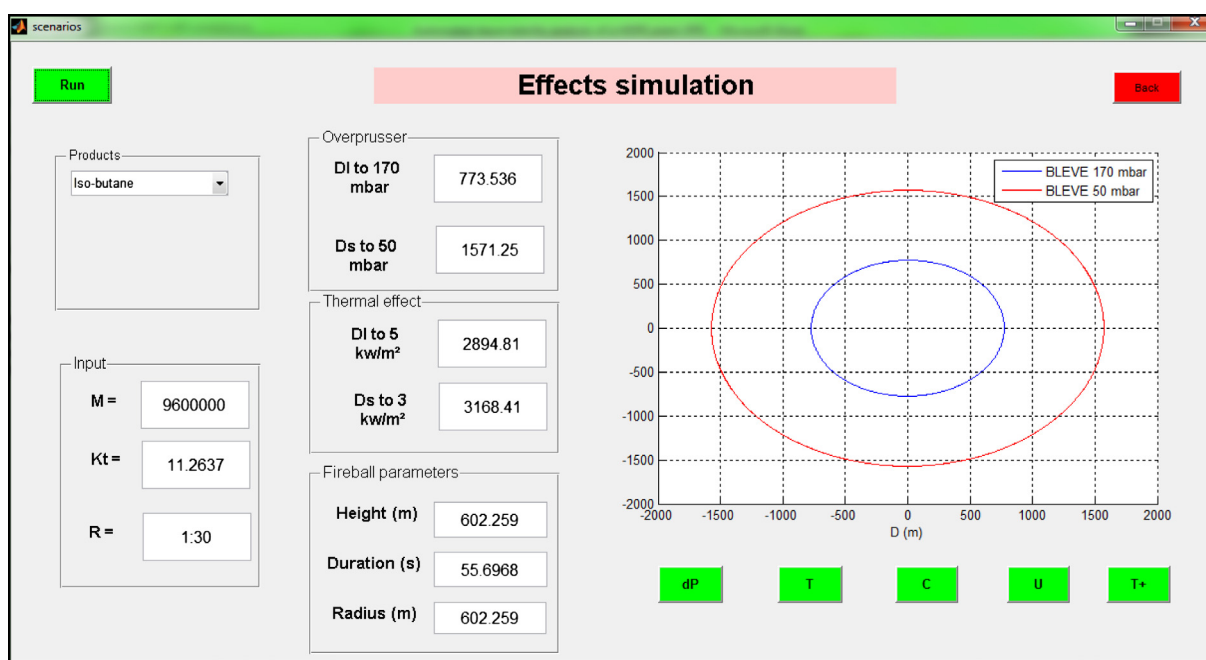 scenarios
Run
Effects simulation
Back
Products
Iso-butane
Input
M =
9600000
Kt =
11.2637
R =
1:30
Overprusser
Dl to 170
mbar
773.536
Ds to 50
mbar
1571.25
Thermal effect
Dl to 5
kw/m²
2894.81
Ds to 3
kw/m²
3168.41
Fireball parameters
Height (m)
602.259
Duration (s)
55.6968
Radius (m)
602.259
BLEVE 170 mbar
BLEVE 50 mbar
2000
1500
1000
500
0
-500
-1000
-1500
-2000
-2000 -1500 -1000 -500 0 500 1000 1500 2000
D (m)
dP T C U T+